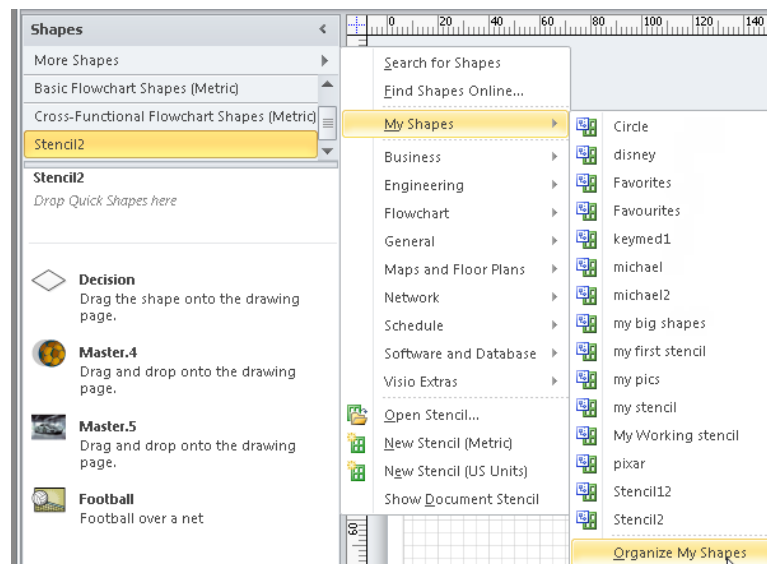 Shapes
More Shapes
Basic Flowchart Shapes (Metric)
Cross-Functional Flowchart Shapes (Metric)
Stencil2
Stencil2
Drop Quick Shapes here
Decision
Drag the shape onto the drawing
page.
Master.4
Drag and drop onto the drawing
page.
Master.5
Drag and drop onto the drawing
page.
Football
Football over a net
0 20 40 60 80 100 120 140
Search for Shapes
Find Shapes Online...
My Shapes
Business
Engineering
Flowchart
General
Maps and Floor Plans
Network
Schedule
Software and Database
Visio Extras
Open Stencil...
New Stencil (Metric)
New Stencil (US Units)
Show Document Stencil
60
Circle
disney
Favorites
Favourites
keymed1
michael
michael2
my big shapes
my first stencil
my pics
my stencil
My Working stencil
pixar
Stencil12
Stencil2
Organize My Shapes